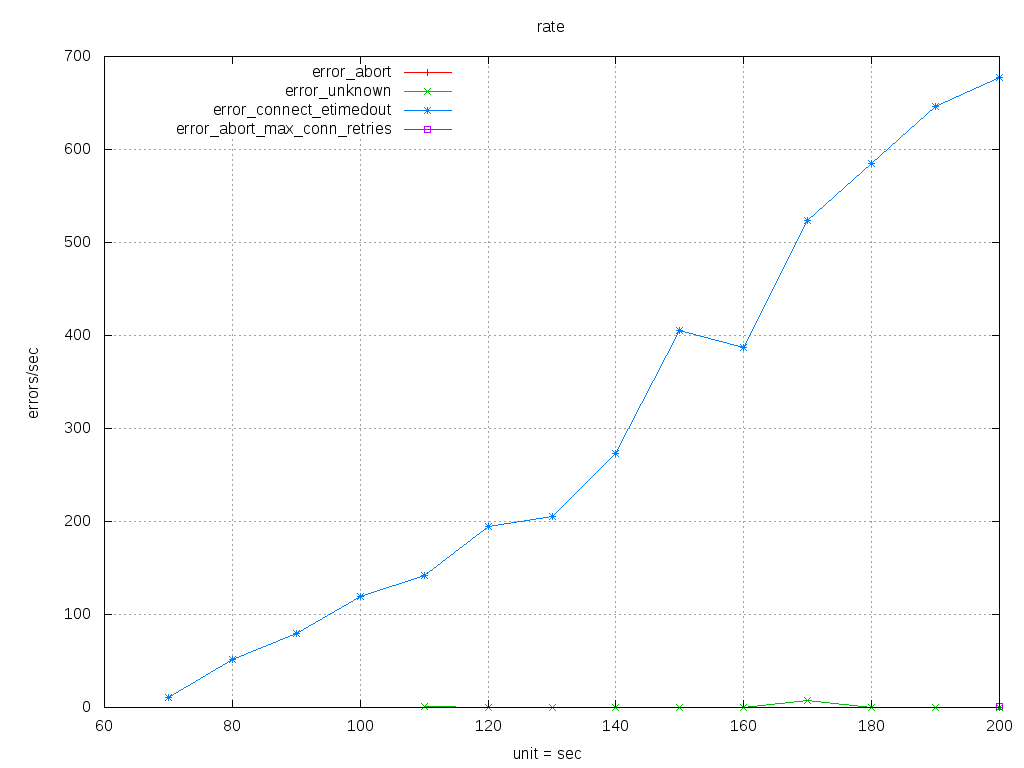 rate
700
600
500
400
300
200
100
0
errors/sec
error_abort
error_unknown
error_connect_etimedout
error_abort_max_conn_retries
60 80 100 120 140 160 180 200
unit = sec